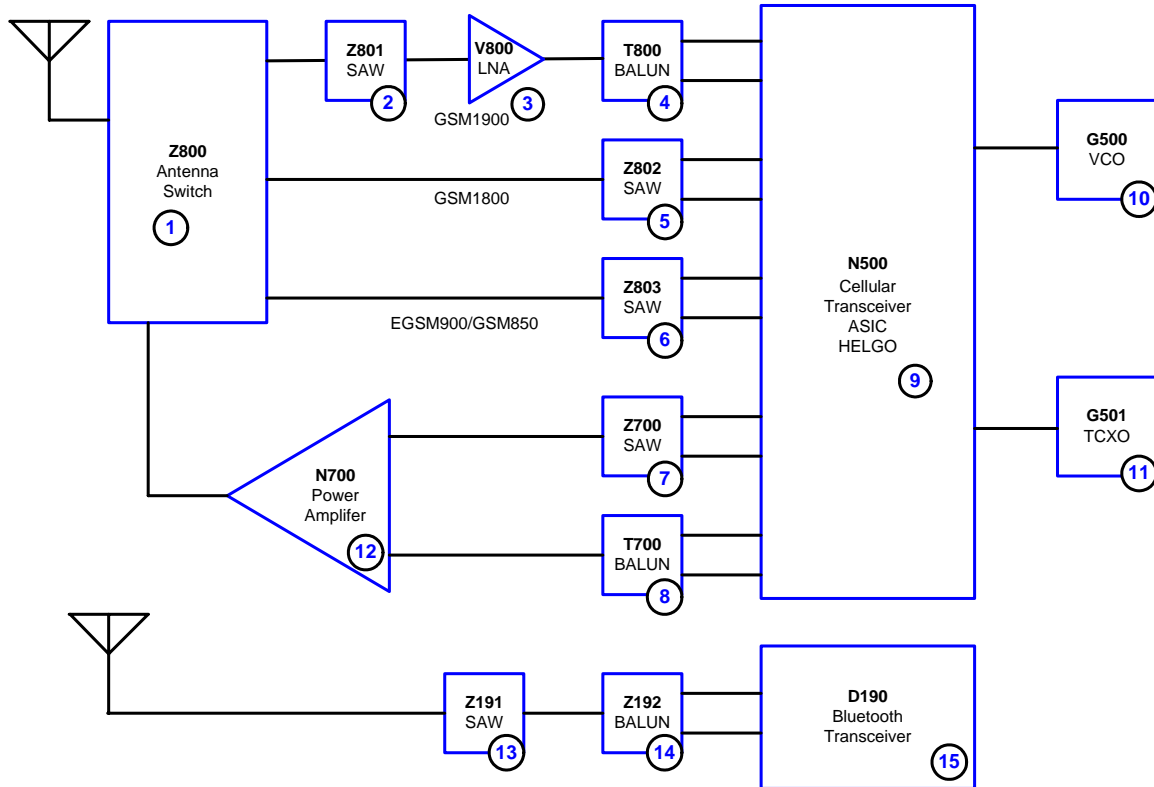 Z801
SAW
2
V800
LNA
3
GSM1900
T800
BALUN
4
Z800
Antenna
Switch
1
GSM1800
Z802
SAW
5
G500
VCO
10
EGSM900/GSM850
Z803
SAW
6
N500
Cellular
Transceiver
ASIC
HELGO
9
Z700
SAW
7
G501
TCXO
11
N700
Power
Amplifer
12
T700
BALUN
8
Z191
SAW
13
Z192
BALUN
14
D190
Bluetooth
Transceiver
15